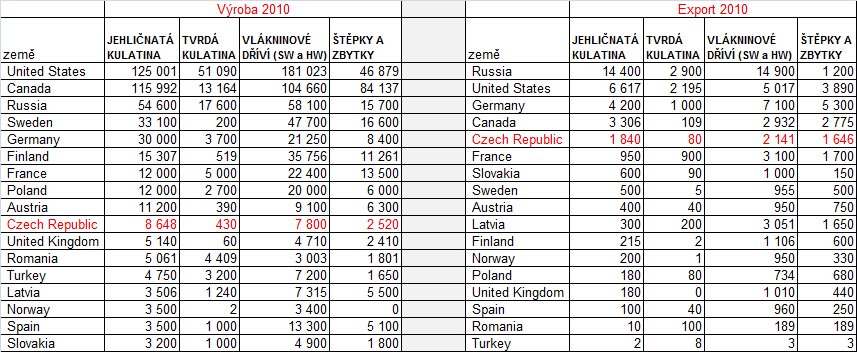 Výroba 2010 Export 2010
země JEHLIČNATÁ KULATINA TVRDÁ KULATINA VLÁKNINOVÉ DŘÍVÍ (SW a HW) ŠTĚPKY A ZBYTKY země JEHLIČNATÁ KULATINA TVRDÁ KULATINA VLÁKNINOVÉ DŘÍVÍ (SW a HW) ŠTĚPKY A ZBYTKY
United States 125 001 51 090 181 023 46 879 Russia 14 400 2 900 14 900 1 200
Canada 115 992 13 164 104 660 84 137 United States 6 617 2 195 5 017 3 890
Russia 54 600 17 600 58 100 15 700 Germany 4 200 1 000 7 100 5 300
Sweden 33 100 200 47 700 16 600 Canada 3 306 109 2 932 2 775
Germany 30 000 3 700 21 250 8 400 Czech Republic 1 840 80 2 141 1 646
Finland 15 307 519 35 756 11 261 France 950 900 3 100 1 700
France 12 000 5 000 22 400 13 500 Slovakia 600 90 1 000 150
Poland 12 000 2 700 20 000 6 000 Sweden 500 5 955 500
Austria 11 200 390 9 100 6 300 Austria 400 40 950 750
Czech Republic 8 648 430 7 800 2 520 Latvia 300 200 3 051 1 650
United Kingdom 5 140 60 4 710 2 410 Finland 215 2 1 106 600
Romania 5 061 4 409 3 003 1 801 Norway 200 1 950 330
Turkey 4 750 3 200 7 200 1 650 Poland 180 80 734 680
Latvia 3 506 1 240 7 315 5 500 United Kingdom 180 0 1 010 440
Norway 3 500 2 3 400 0 Spain 100 40 960 250
Spain 3 500 1 000 13 300 5 100 Romania 10 100 189 189
Slovakia 3 200 1 000 4 900 1 800 Turkey 2 8 3 3